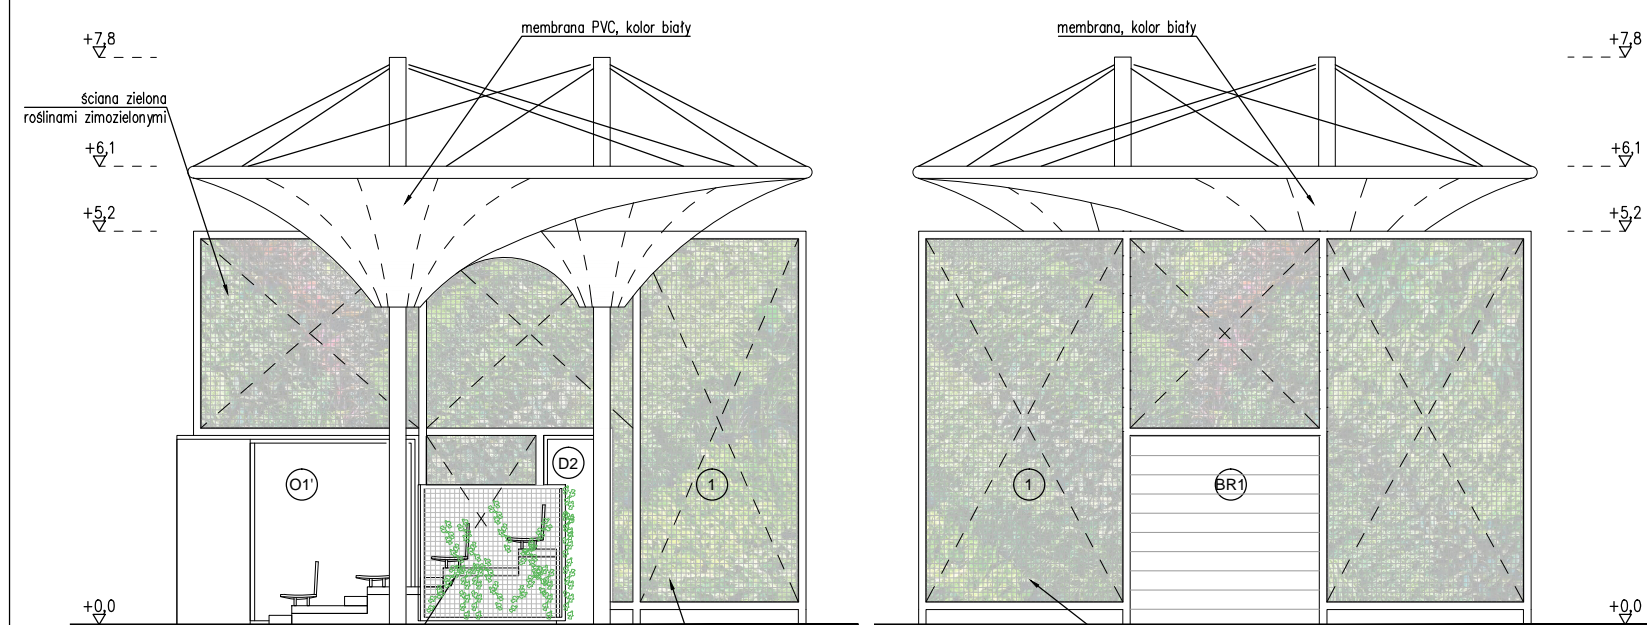 membrana PVC, kolor biały
membrana, kolor biały
+7,8
+7,8
ściana zielona
roślinami zimozielonymi
+6,1
+6,1
+5,2
+5,2
O1'
D2
1
1
BR1
+0,0
+0,0